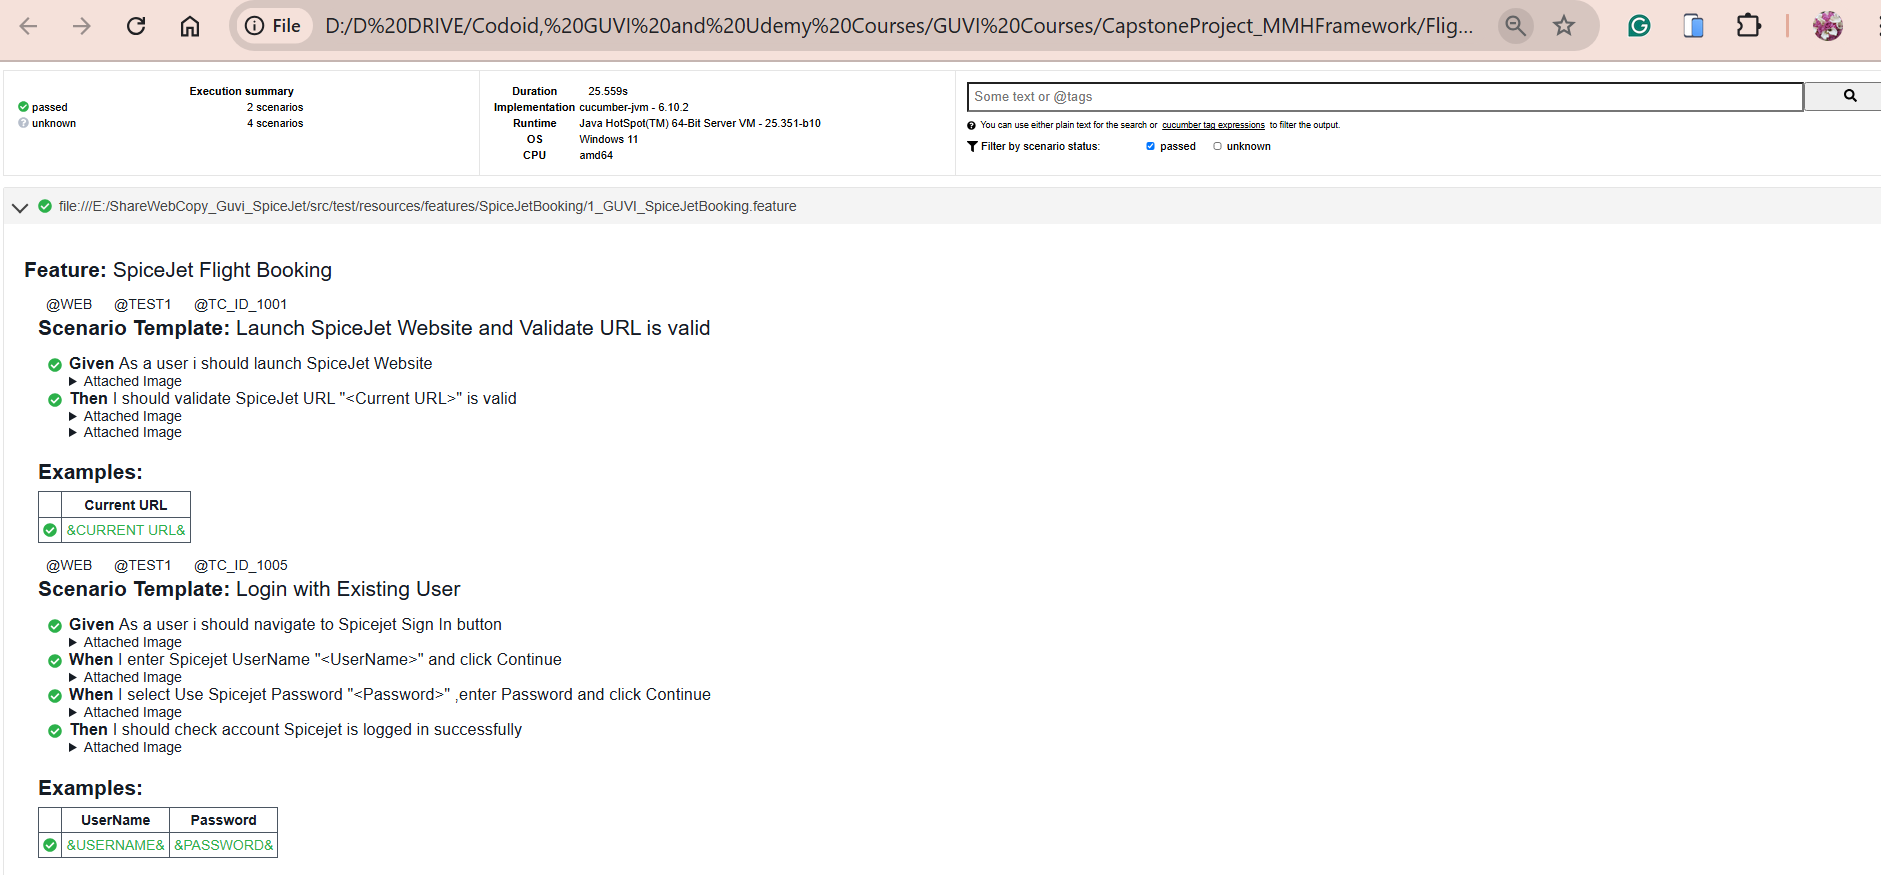 File
D:/D%20DRIVE/Codoid,%20GUVI%20and%20Udemy%20Courses/GUVI%20Courses/CapstoneProject_MMHFramework/Flig...
Execution summary
passed 2 scenarios
unknown 4 scenarios
Duration 25.559s
Implementation cucumber-jvm - 6.10.2
Runtime Java HotSpot(TM) 64-Bit Server VM - 25.351-b10
OS Windows 11
CPU amd64
Some text or @tags
You can use either plain text for the search or cucumber tag expressions to filter the output.
Filter by scenario status: passed unknown
file:///E:/ShareWebCopy_Guvi_SpiceJet/src/test/resources/features/SpiceJetBooking/1_GUVI_SpiceJetBooking.feature
Feature: SpiceJet Flight Booking
@WEB @TEST1 @TC_ID_1001
Scenario Template: Launch SpiceJet Website and Validate URL is valid
Given As a user i should launch SpiceJet Website
Attached Image
Then I should validate SpiceJet URL "<Current URL>" is valid
Attached Image
Attached Image
Examples:
Current URL
&CURRENT URL&
@WEB @TEST1 @TC_ID_1005
Scenario Template: Login with Existing User
Given As a user i should navigate to Spicejet Sign In button
Attached Image
When I enter Spicejet UserName "<UserName>" and click Continue
Attached Image
When I select Use Spicejet Password "<Password>" ,enter Password and click Continue
Attached Image
Then I should check account Spicejet is logged in successfully
Attached Image
Examples:
UserName Password
&USERNAME& &PASSWORD&